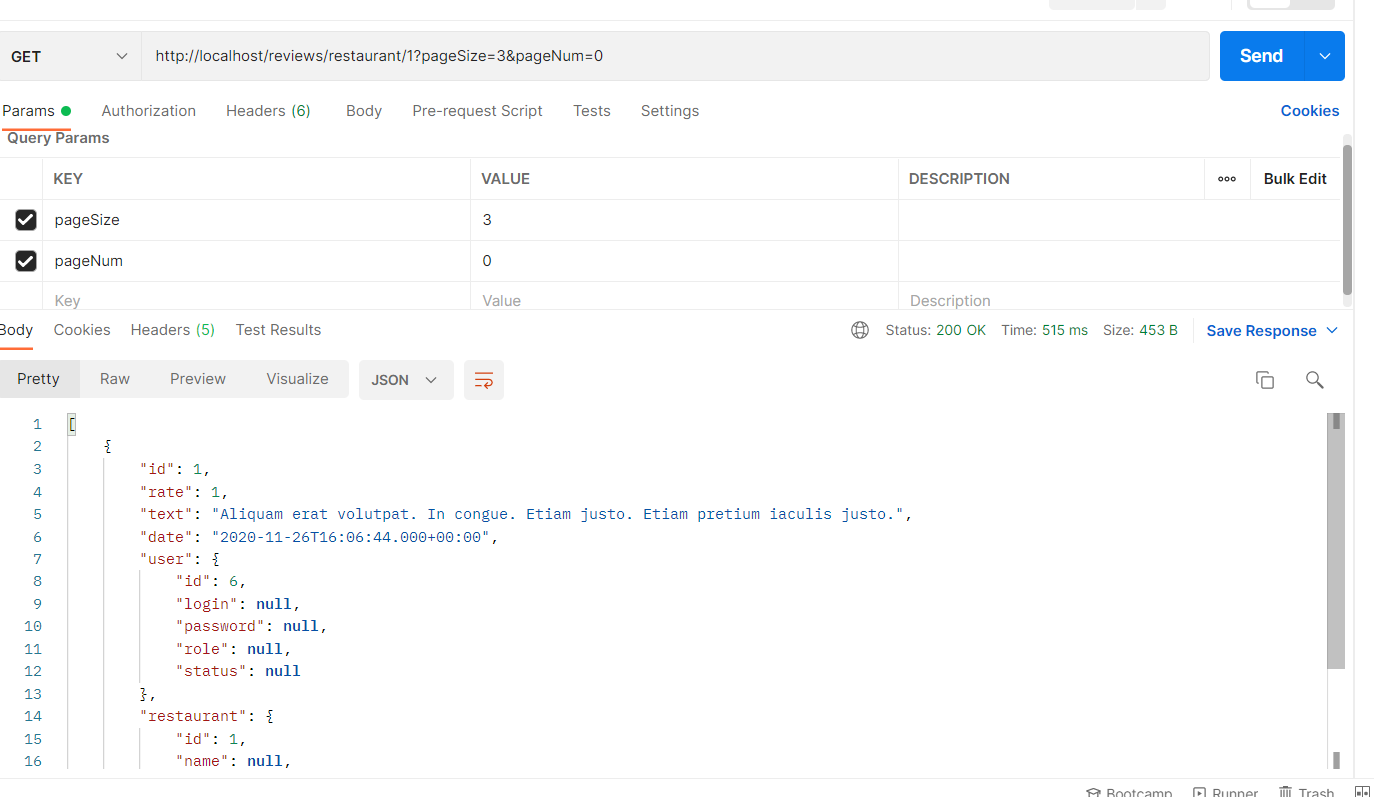 GET
http://localhost/reviews/restaurant/1?pageSize=3&pageNum=0
Send
Params Authorization Headers (6) Body Pre-request Script Tests Settings Cookies
Query Params
KEY VALUE DESCRIPTION ooo Bulk Edit
pageSize 3
pageNum 0
Key Value Description
Body Cookies Headers (5) Test Results Status: 200 OK Time: 515 ms Size: 453 B Save Response
Pretty Raw Preview Visualize JSON
1 [
2 {
3 "id": 1,
4 "rate": 1,
5 "text": "Aliquam erat volutpat. In congue. Etiam justo. Etiam pretium iaculis justo.",
6 "date": "2020-11-26T16:06:44.000+00:00",
7 "user": {
8 "id": 6,
9 "login": null,
10 "password": null,
11 "role": null,
12 "status": null
13 },
14 "restaurant": {
15 "id": 1,
16 "name": null,
Bootcamp Runner Trash